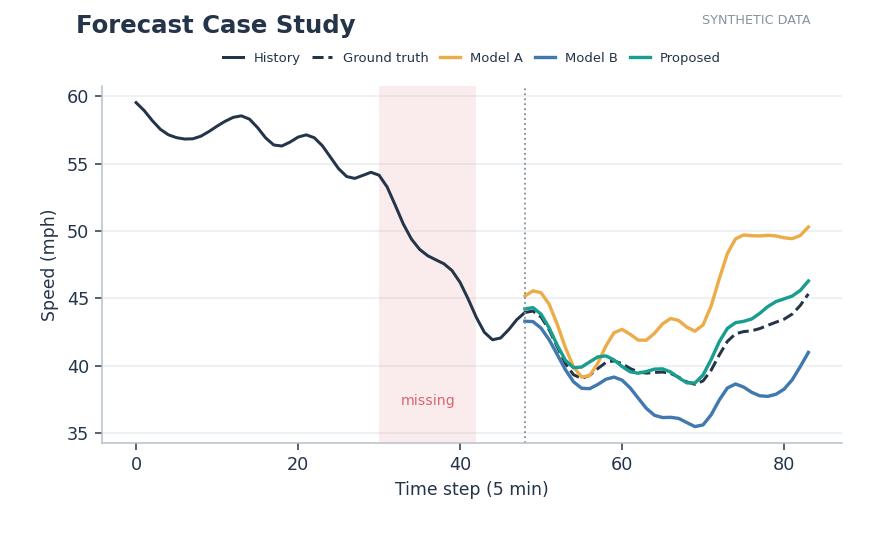 Forecast Case Study
SYNTHETIC DATA
History
Ground truth
Model A
Model B
Proposed
60
55
50
45
40
35
Speed (mph)
missing
0
20
40
60
80
Time step (5 min)